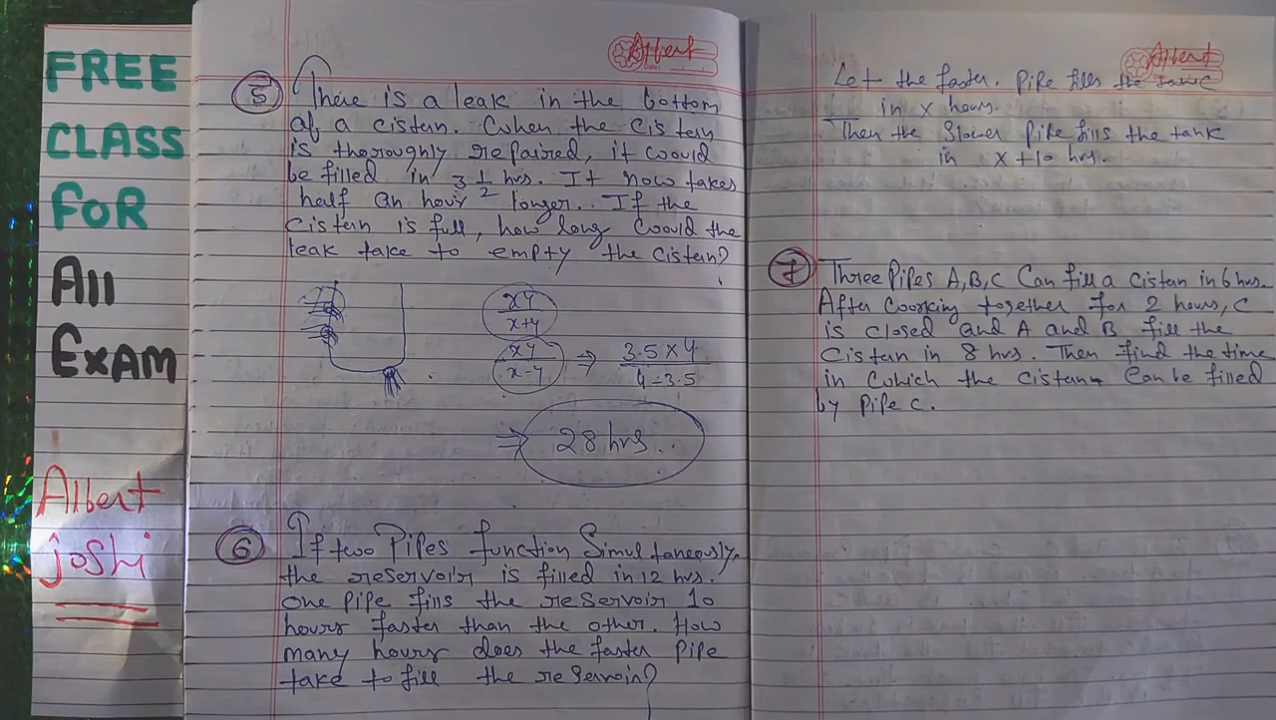 FREE
CLASS
FOR
All
ExAM
Albert
joshi
Albert
5 There is a leak in the bottom
of a cistern. When the Cistern
is thoroughly repaired, it would
be filled in 3 1/2 hrs. It now takes
half an hour longer. If the
Cistern is full, how long would the
leak take to empty the cistern?
xy/x+y
xy/x-y ⇒ 3.5 x 4/4-3.5
⇒ 28 hrs.
6 If two Pipes function Simultaneously,
the reservoir is filled in 12 hrs.
one pipe fills the reservoir 10
hours faster than the other. How
many hours does the faster pipe
take to fill the reservoir?
Albert
Let the faster. pipe fills the tank
in x hours.
Then the slower pipe fills the tank
in x+10 hrs.
7 Three Pipes A, B, C Can fill a cistern in 6 hrs.
After working together for 2 hours, C
is closed and A and B fill the
Cistern in 8 hrs. Then find the time
in which the cistern Can be filled
by pipe c.